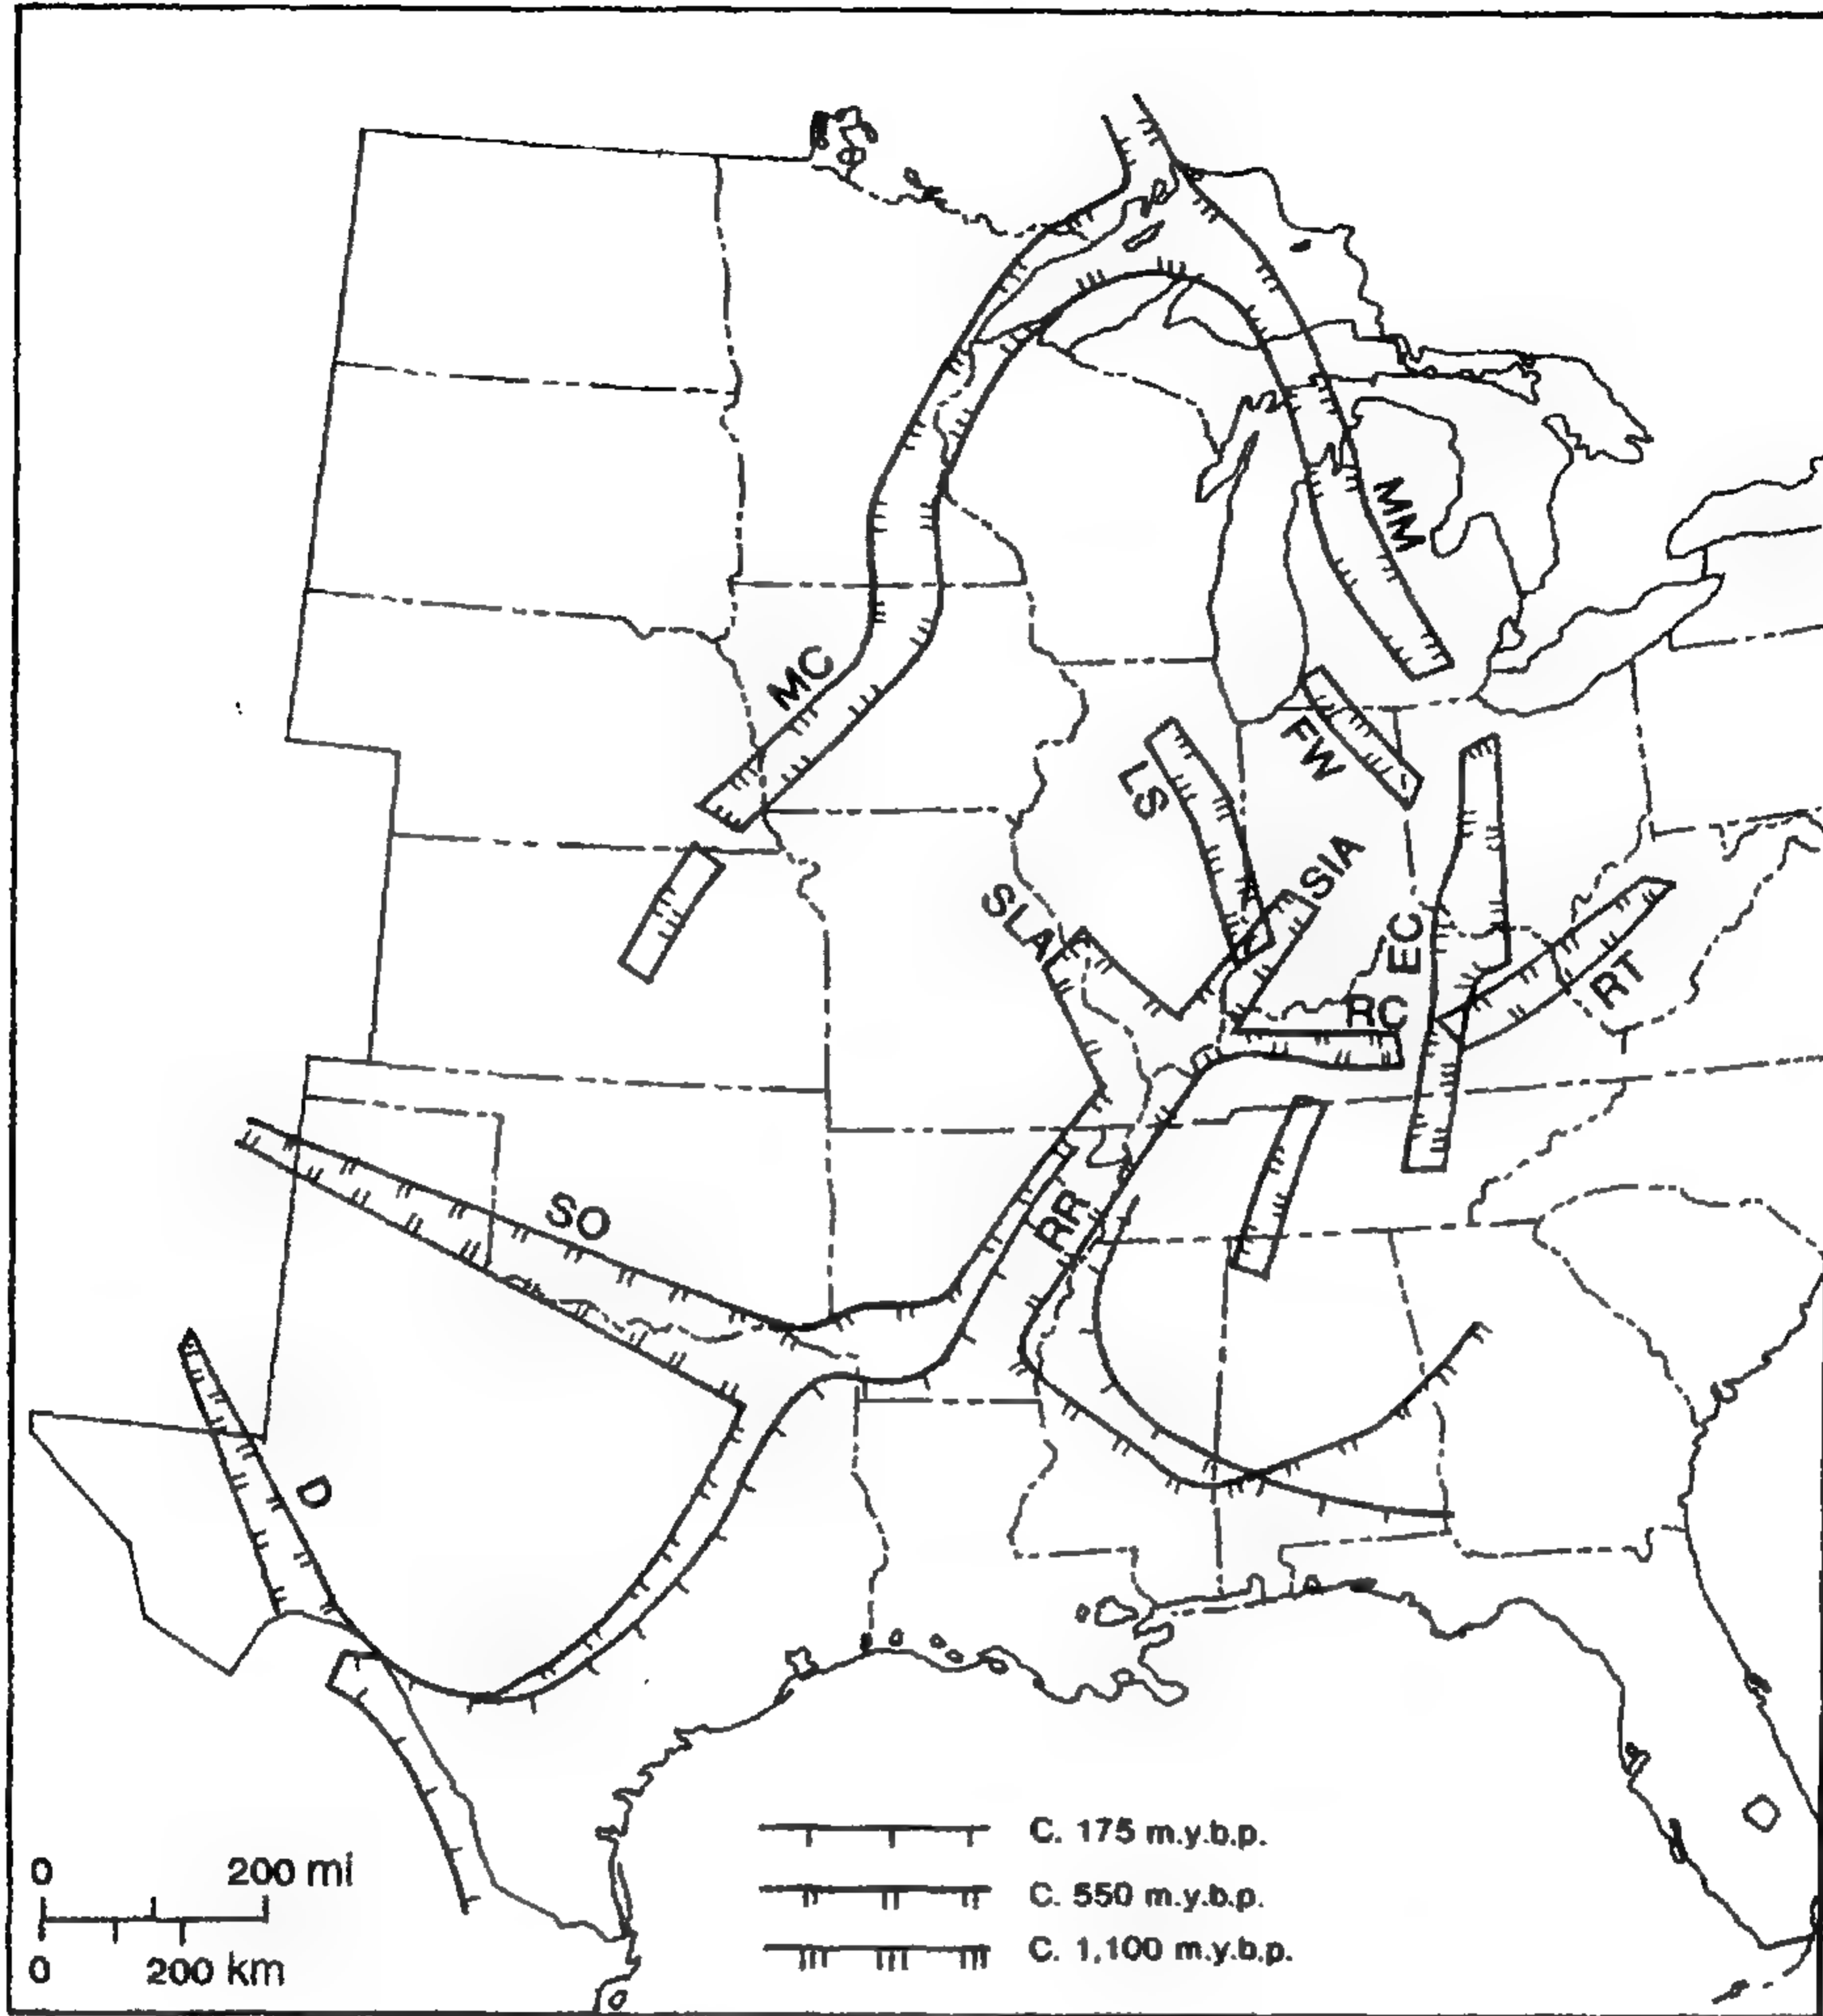 MM
MC
FW
LS
SIA
SLA
EC
RT
RC
SO
RR
D
C. 175 m.y.b.p.
C. 550 m.y.b.p.
C. 1,100 m.y.b.p.
0 200 mi
0 200 km